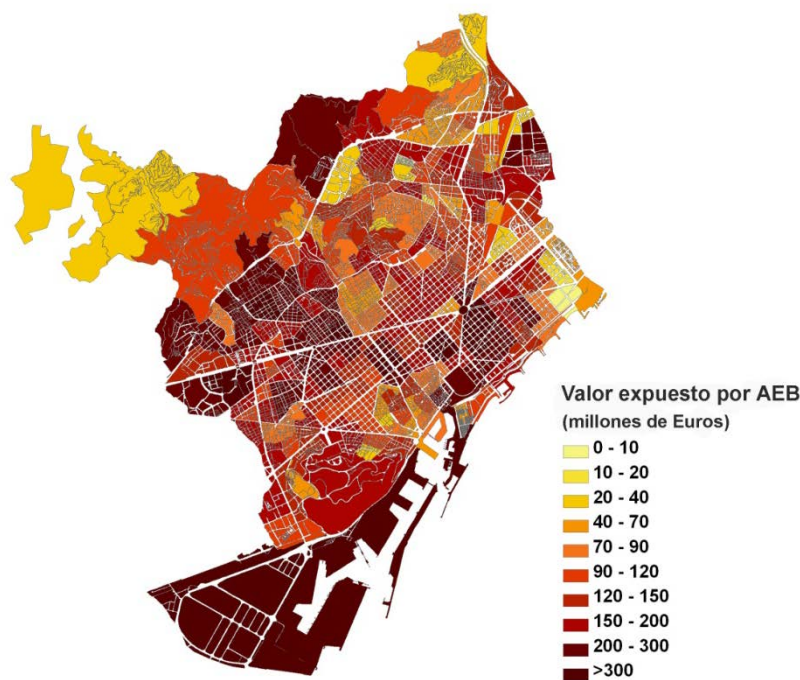 Valor expuesto por AEB
(millones de Euros)
0 - 10
10 - 20
20 - 40
40 - 70
70 - 90
90 - 120
120 - 150
150 - 200
200 - 300
>300